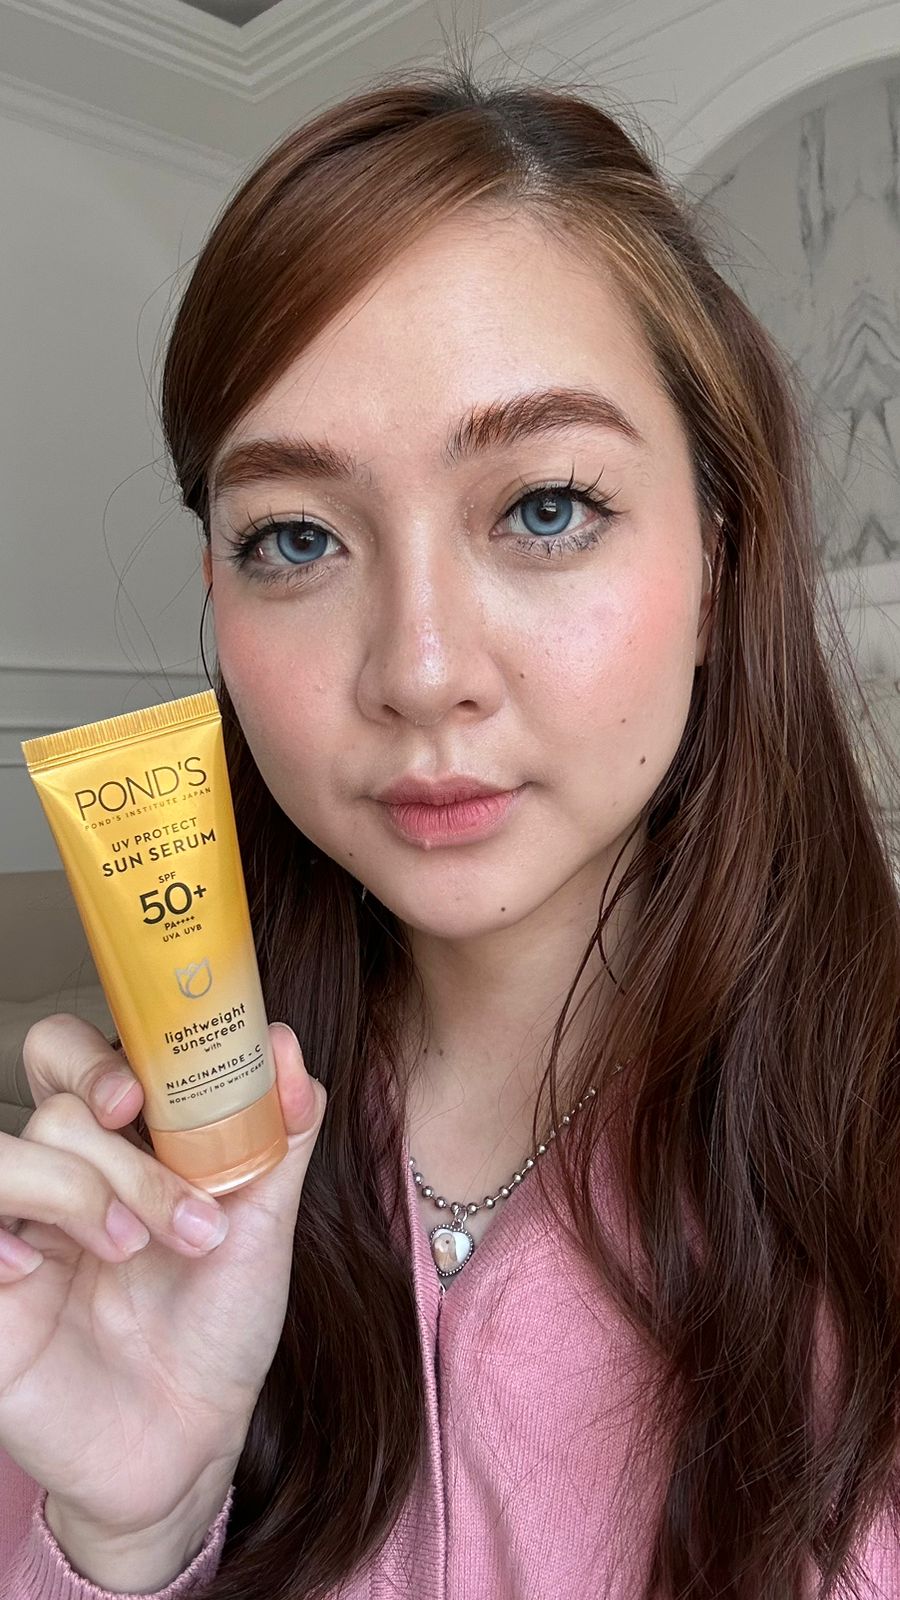 POND'S
POND'S INSTITUTE JAPAN
UV PROTECT
SUN SERUM
SPF
50+
PA++++
UVA UVB
lightweight
sunscreen
with
NIACINAMIDE - C
NON-OILY | NO WHITE CAST